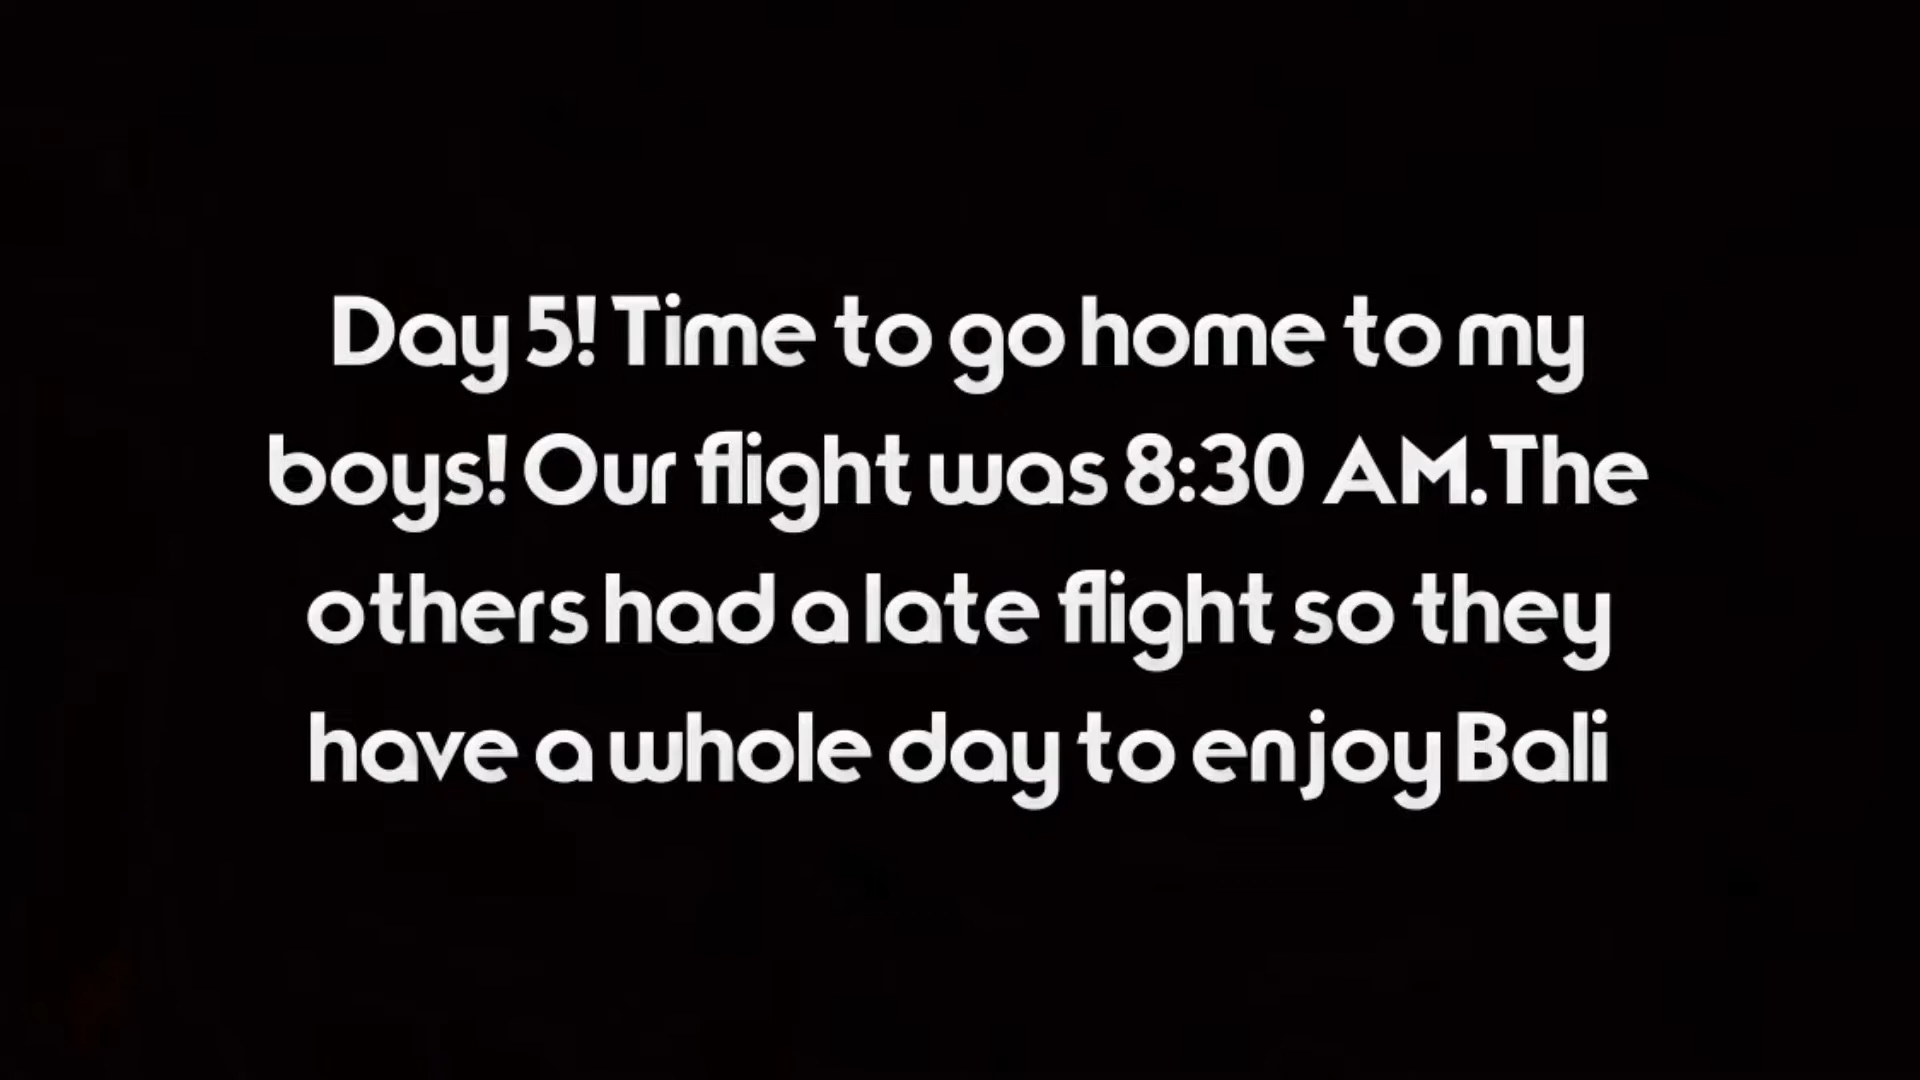 Day 5! Time to go home to my
boys! Our flight was 8:30 AM.The
others had a late flight so they
have a whole day to enjoy Bali